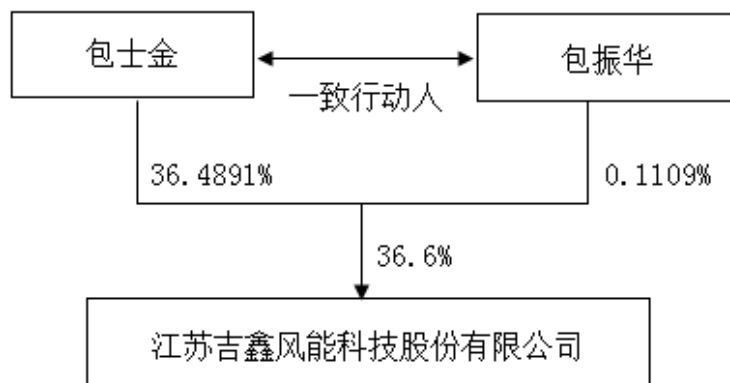 包士金
包振华
一致行动人
36.4891%
0.1109%
36.6%
江苏吉鑫风能科技股份有限公司